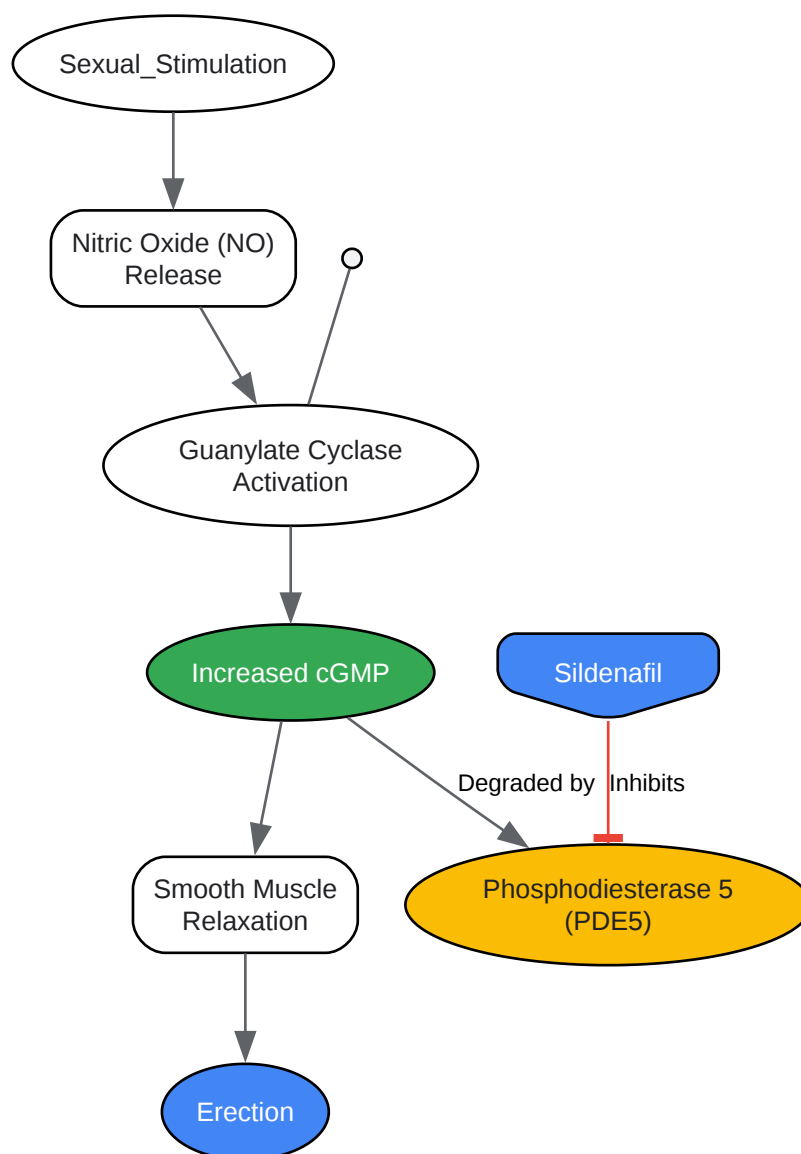 Sexual_Stimulation
Nitric Oxide (NO)
Release
Guanylate Cyclase
Activation
Increased cGMP
Sildenafil
Degraded by
Inhibits
Smooth Muscle
Relaxation
Phosphodiesterase 5
(PDE5)
Erection